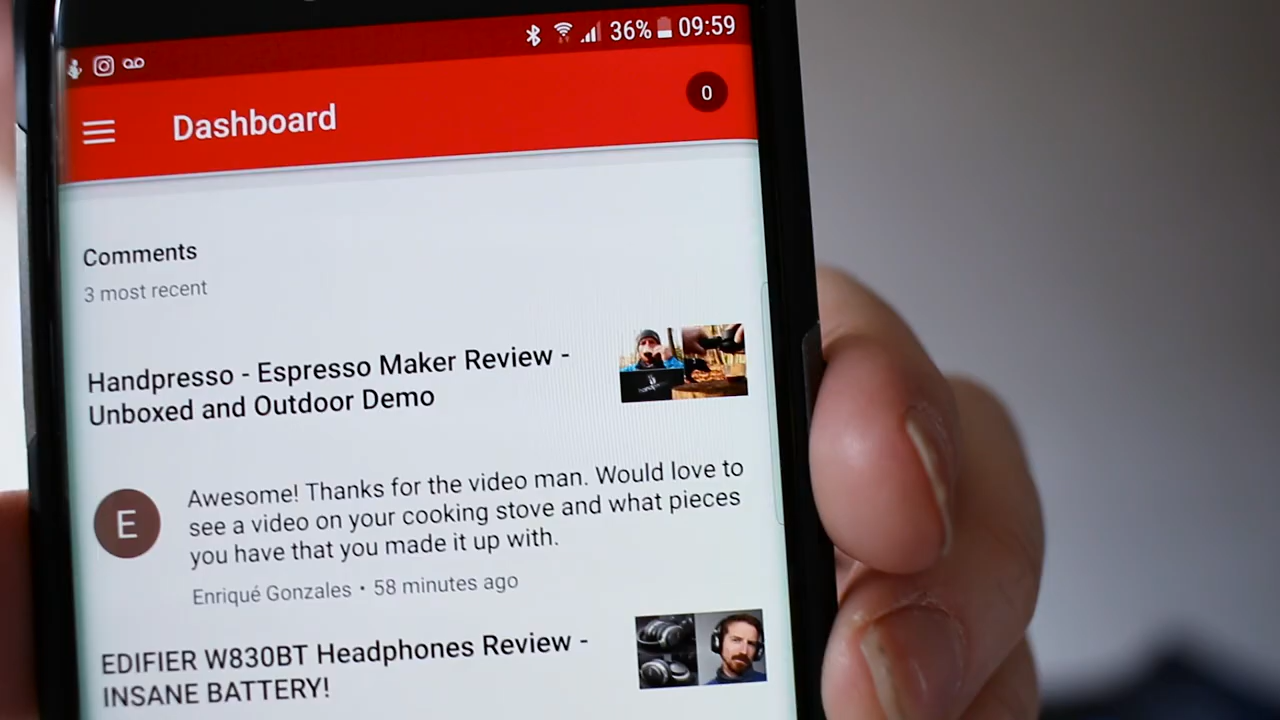 36% 09:59
Dashboard
0
Comments
3 most recent
Handpresso - Espresso Maker Review -
Unboxed and Outdoor Demo
E
Awesome! Thanks for the video man. Would love to
see a video on your cooking stove and what pieces
you have that you made it up with.
Enriqué Gonzales • 58 minutes ago
EDIFIER W830BT Headphones Review -
INSANE BATTERY!